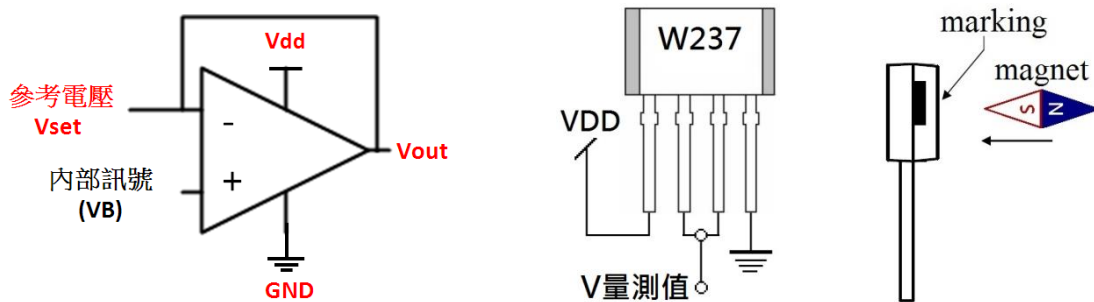 Vdd
參考電壓
Vset
-
Vout
內部訊號
(VB)
+
GND
W237
VDD
V量測值
marking
magnet
S
N